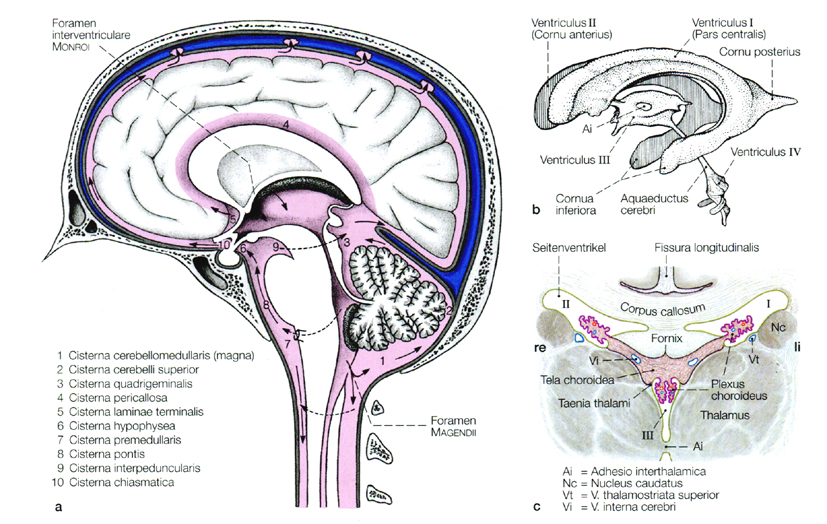 Foramen
interventriculare
MONROI
4
5
10
6
9
3
8
7
2
1
Foramen
MAGENDII
1 Cisterna cerebellomedullaris (magna)
2 Cisterna cerebelli superior
3 Cisterna quadrigeminalis
4 Cisterna pericallosa
5 Cisterna laminae terminalis
6 Cisterna hypophysea
7 Cisterna premedullaris
8 Cisterna pontis
9 Cisterna interpeduncularis
10 Cisterna chiasmatica
a
Ventriculus II
(Cornu anterius)
Ventriculus I
(Pars centralis)
Cornu posterius
Ai
Ventriculus III
Ventriculus IV
Cornua
inferiora
Aquaeductus
cerebri
b
Seitenventrikel
Fissura longitudinalis
II
Corpus callosum
I
Fornix
Nc
re
Vi
Vt
li
Tela choroidea
Plexus
choroideus
Taenia thalami
Thalamus
III
Ai
Ai = Adhesio interthalamica
Nc = Nucleus caudatus
Vt = V. thalamostriata superior
Vi = V. interna cerebri
c